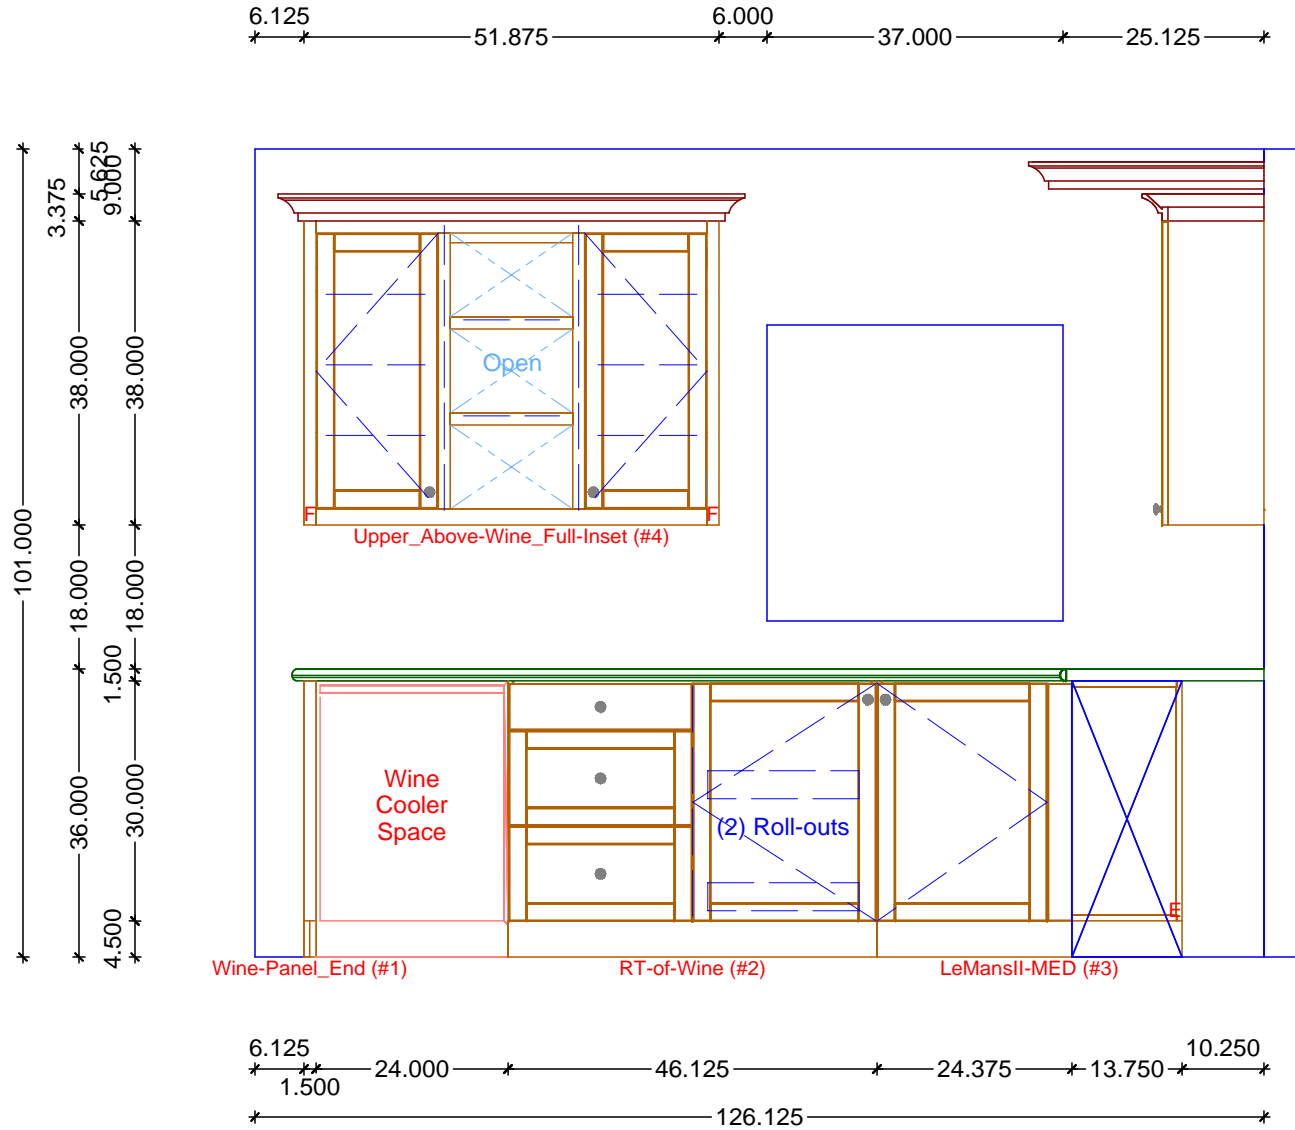 6.125
51.875
6.000
37.000
25.125
101.000
3.375
5.625
9.000
38.000
38.000
18.000
18.000
1.500
36.000
30.000
4.500
Open
F
F
Upper_Above-Wine_Full-Inset (#4)
Wine
Cooler
Space
(2) Roll-outs
Wine-Panel_End (#1)
RT-of-Wine (#2)
LeMansII-MED (#3)
6.125
1.500
24.000
46.125
24.375
13.750
10.250
126.125